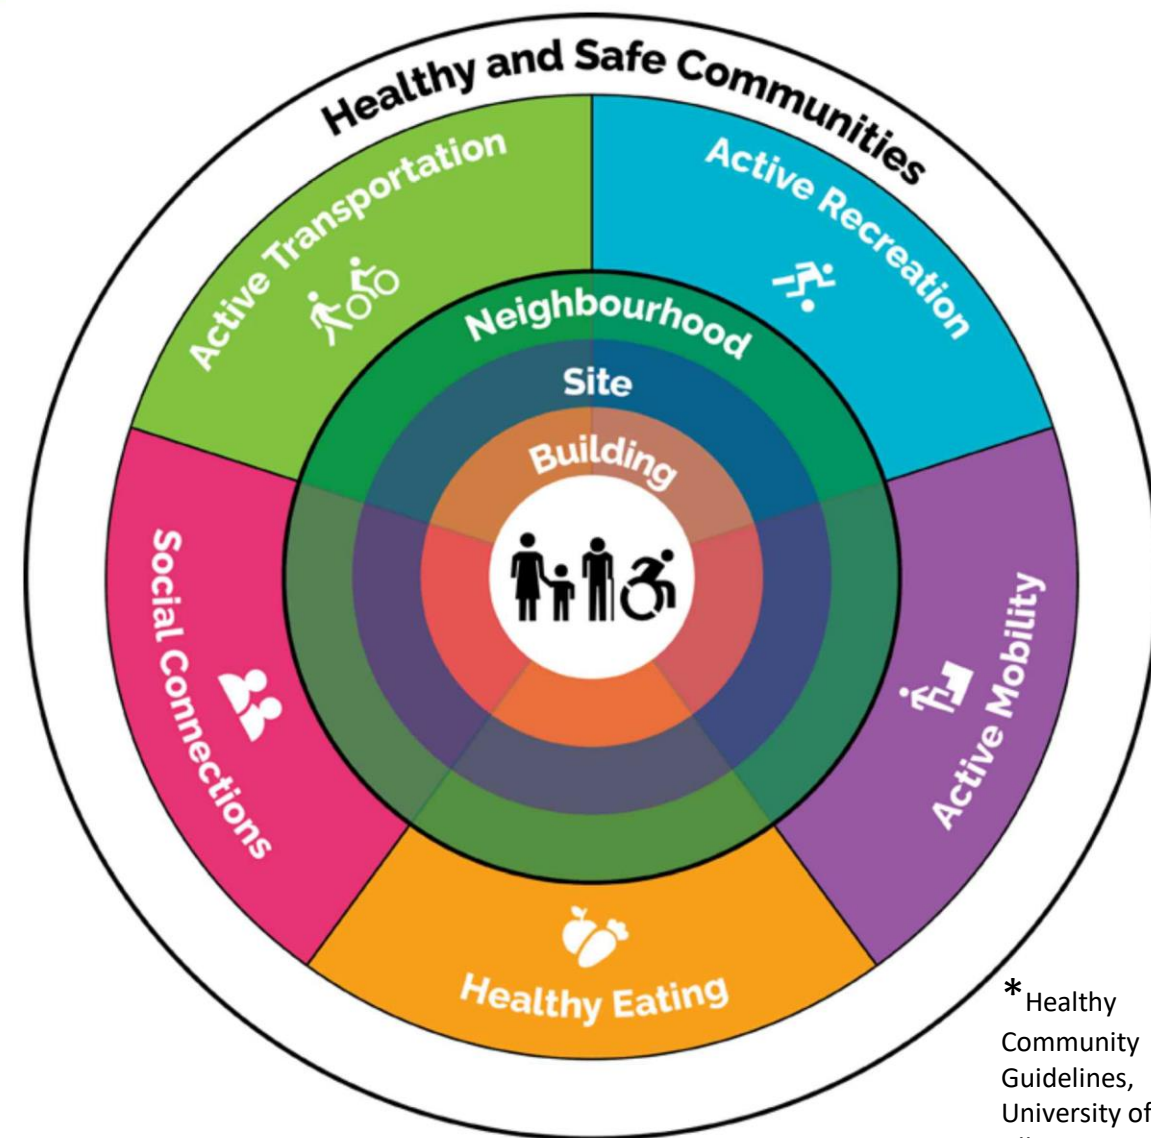 Healthy and Safe Communities
Active Transportation
Active Recreation
Neighbourhood
Site
Building
Social Connections
Active Mobility
Healthy Eating
*Healthy
Community
Guidelines,
University of